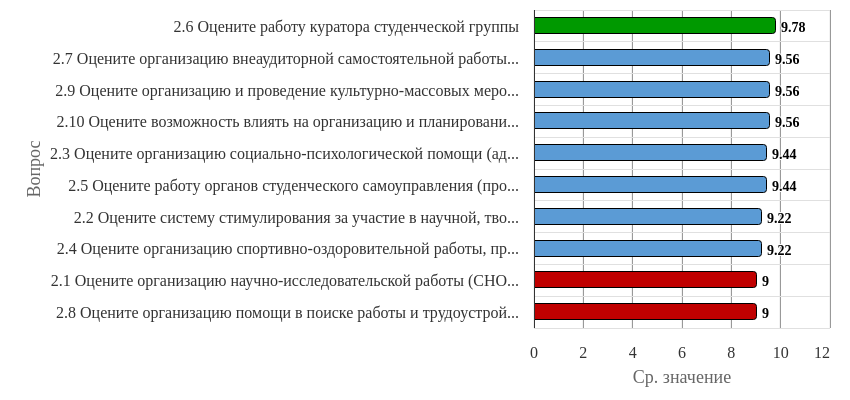 2.6 Оцените работу куратора студенческой группы 9.78
2.7 Оцените организацию внеаудиторной самостоятельной работы... 9.56
2.9 Оцените организацию и проведение культурно-массовых меро... 9.56
2.10 Оцените возможность влиять на организацию и планировани... 9.56
2.3 Оцените организацию социально-психологической помощи (ад... 9.44
2.5 Оцените работу органов студенческого самоуправления (про... 9.44
2.2 Оцените систему стимулирования за участие в научной, тво... 9.22
2.4 Оцените организацию спортивно-оздоровительной работы, пр... 9.22
2.1 Оцените организацию научно-исследовательской работы (СНО... 9
2.8 Оцените организацию помощи в поиске работы и трудоустрой... 9
Вопрос
0 2 4 6 8 10 12
Ср. значение